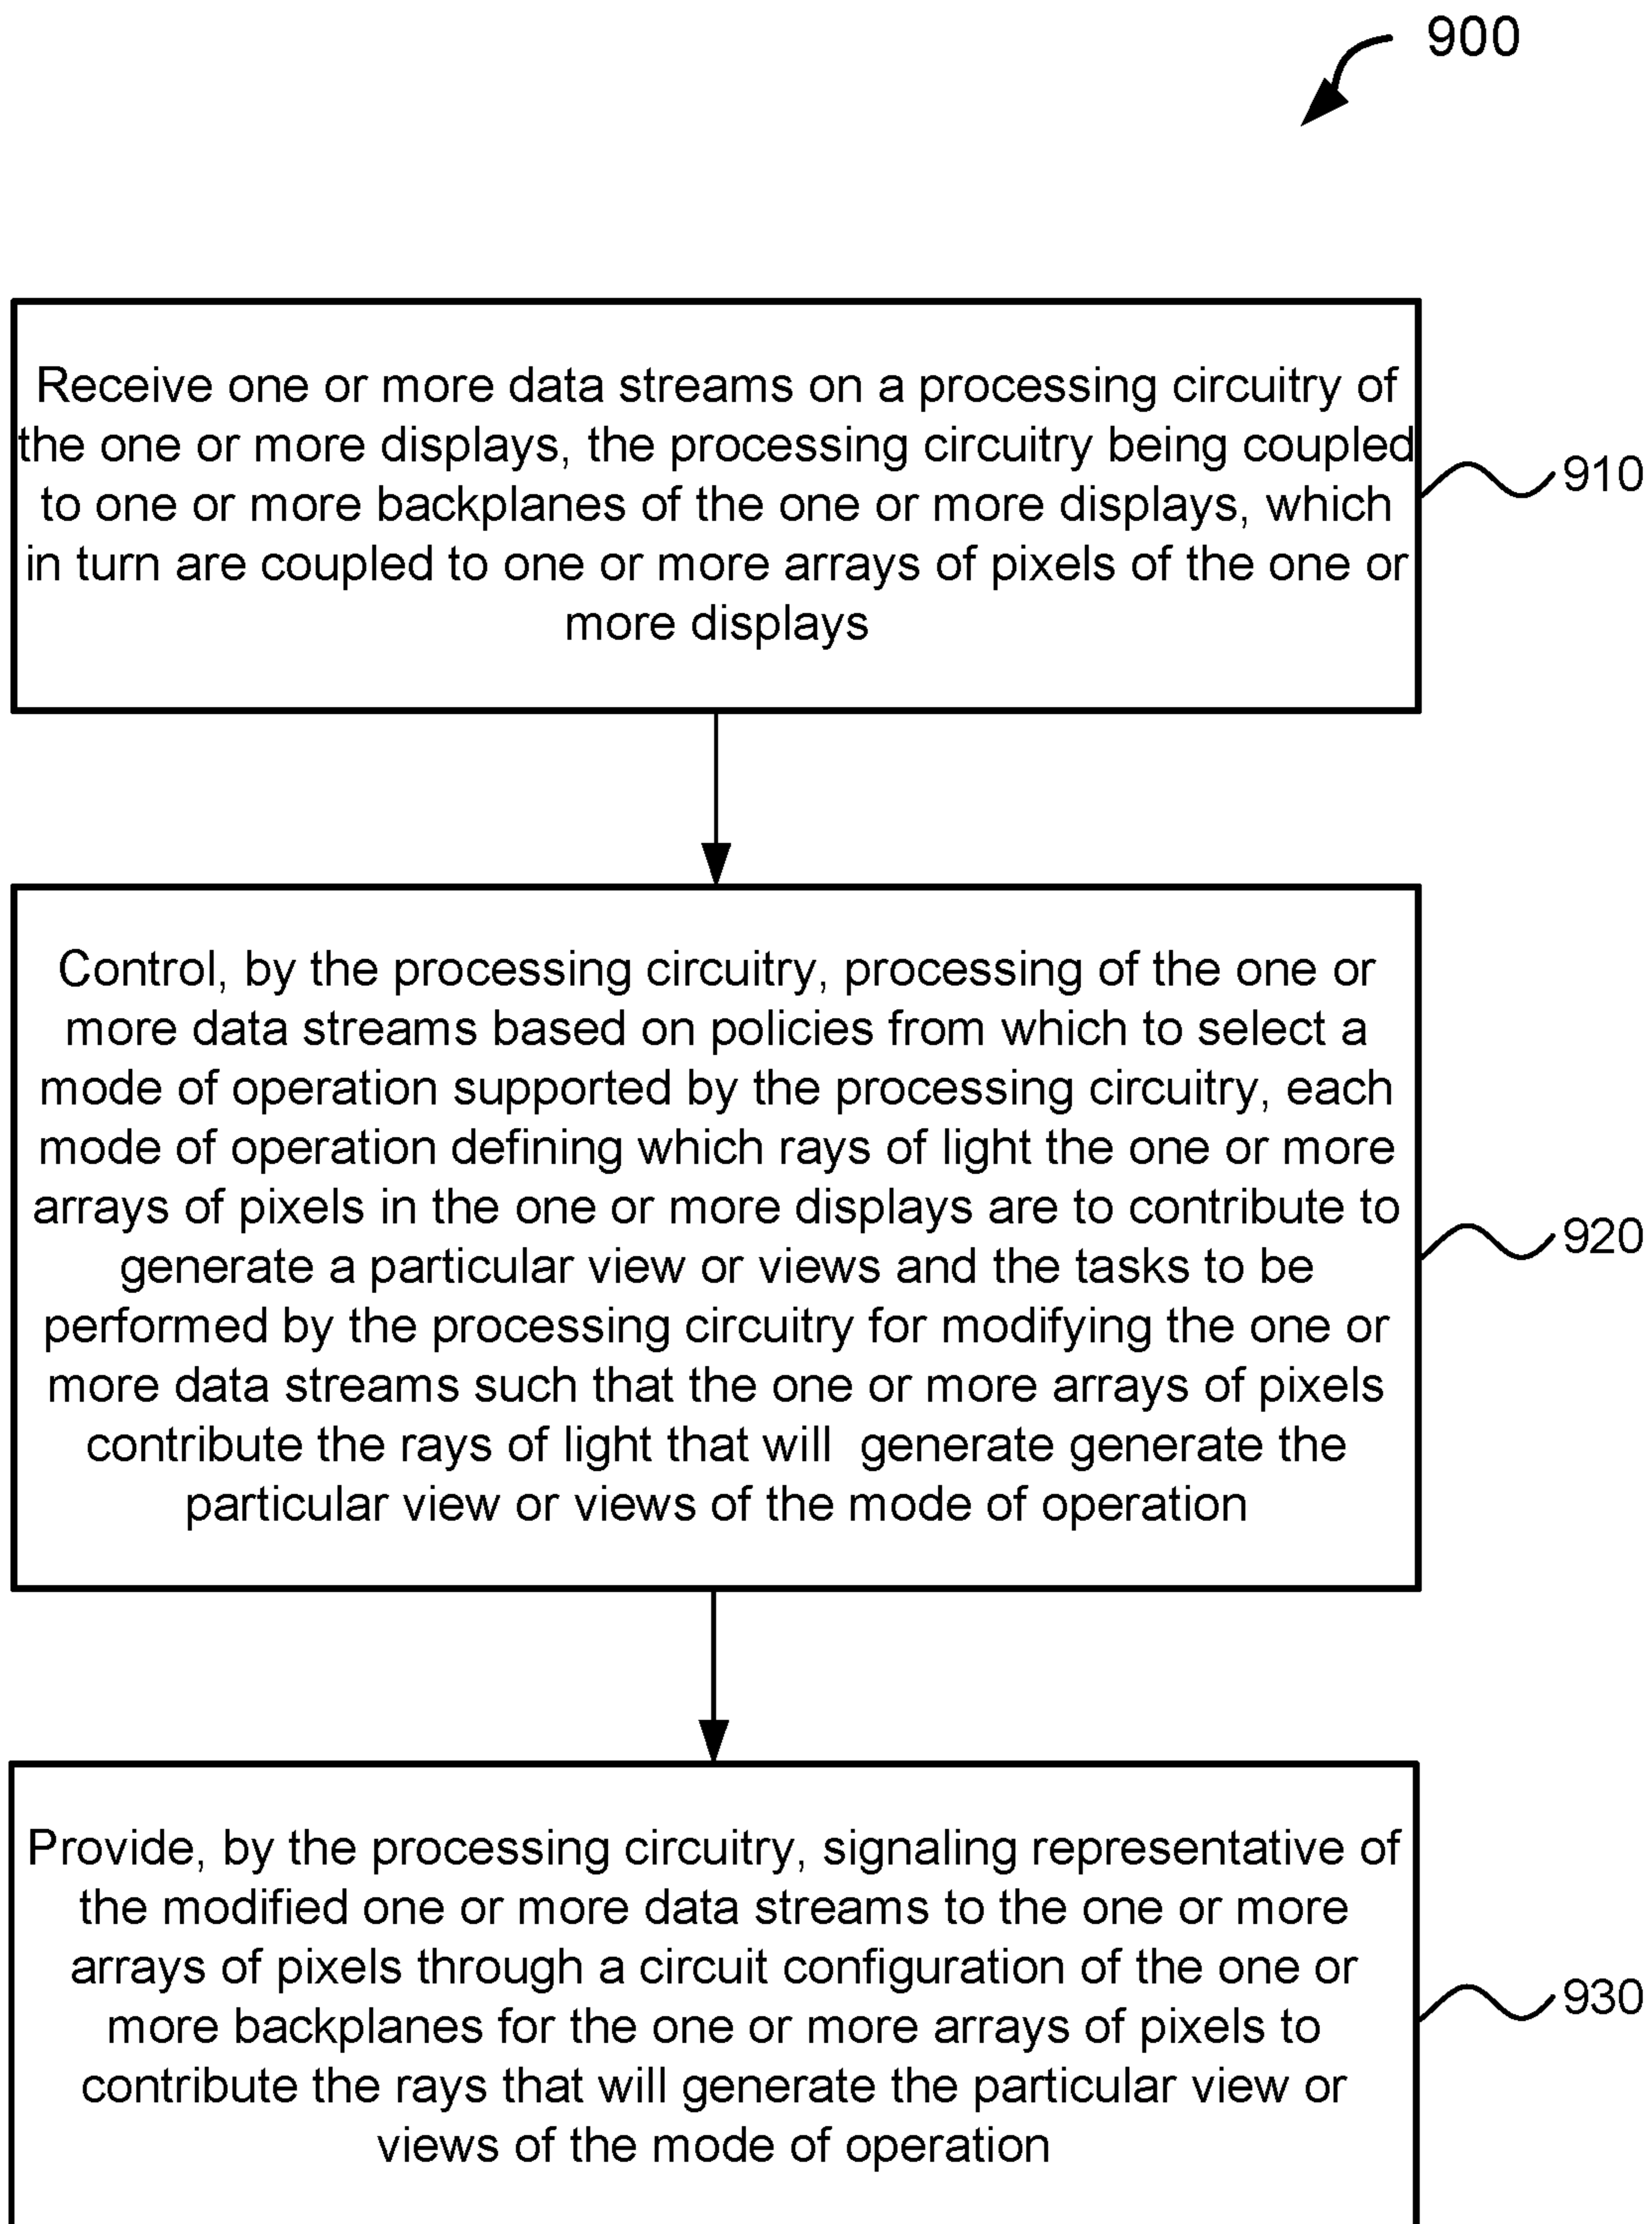 900
Receive one or more data streams on a processing circuitry of
the one or more displays, the processing circuitry being coupled
to one or more backplanes of the one or more displays, which
in turn are coupled to one or more arrays of pixels of the one or
more displays
910
Control, by the processing circuitry, processing of the one or
more data streams based on policies from which to select a
mode of operation supported by the processing circuitry, each
mode of operation defining which rays of light the one or more
arrays of pixels in the one or more displays are to contribute to
generate a particular view or views and the tasks to be
performed by the processing circuitry for modifying the one or
more data streams such that the one or more arrays of pixels
contribute the rays of light that will generate generate the
particular view or views of the mode of operation
920
Provide, by the processing circuitry, signaling representative of
the modified one or more data streams to the one or more
arrays of pixels through a circuit configuration of the one or
more backplanes for the one or more arrays of pixels to
contribute the rays that will generate the particular view or
views of the mode of operation
930